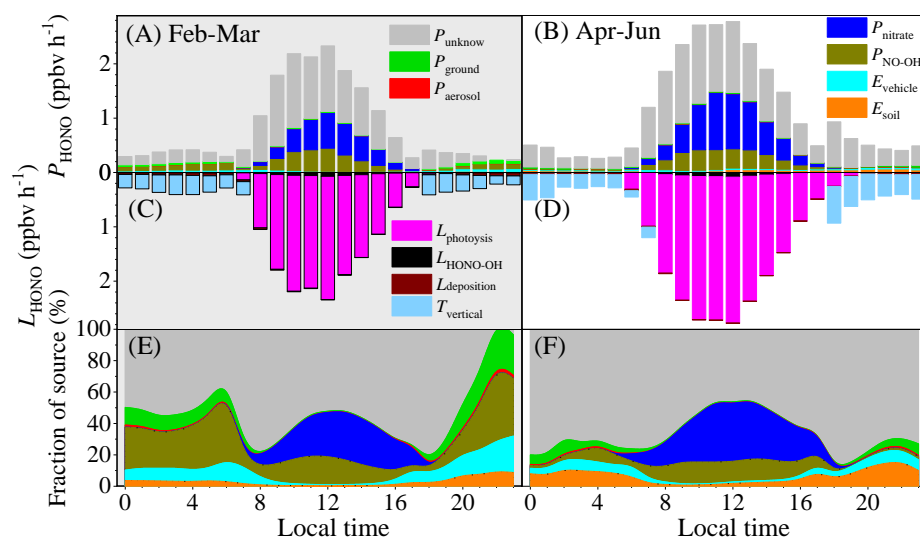 (A) Feb-Mar
P_unknow
P_ground
P_aerosol
(B) Apr-Jun
P_nitrate
P_NO-OH
E_vehicle
E_soil
P_HONO (ppbv h⁻¹)
2
1
0
(C)
L_photoysis
L_HONO-OH
L_deposition
T_vertical
(D)
L_HONO (ppbv h⁻¹)
1
2
(E)
(F)
Fraction of source (%)
100
80
60
40
20
0
0 4 8 12 16 20
0 4 8 12 16 20
Local time
Local time